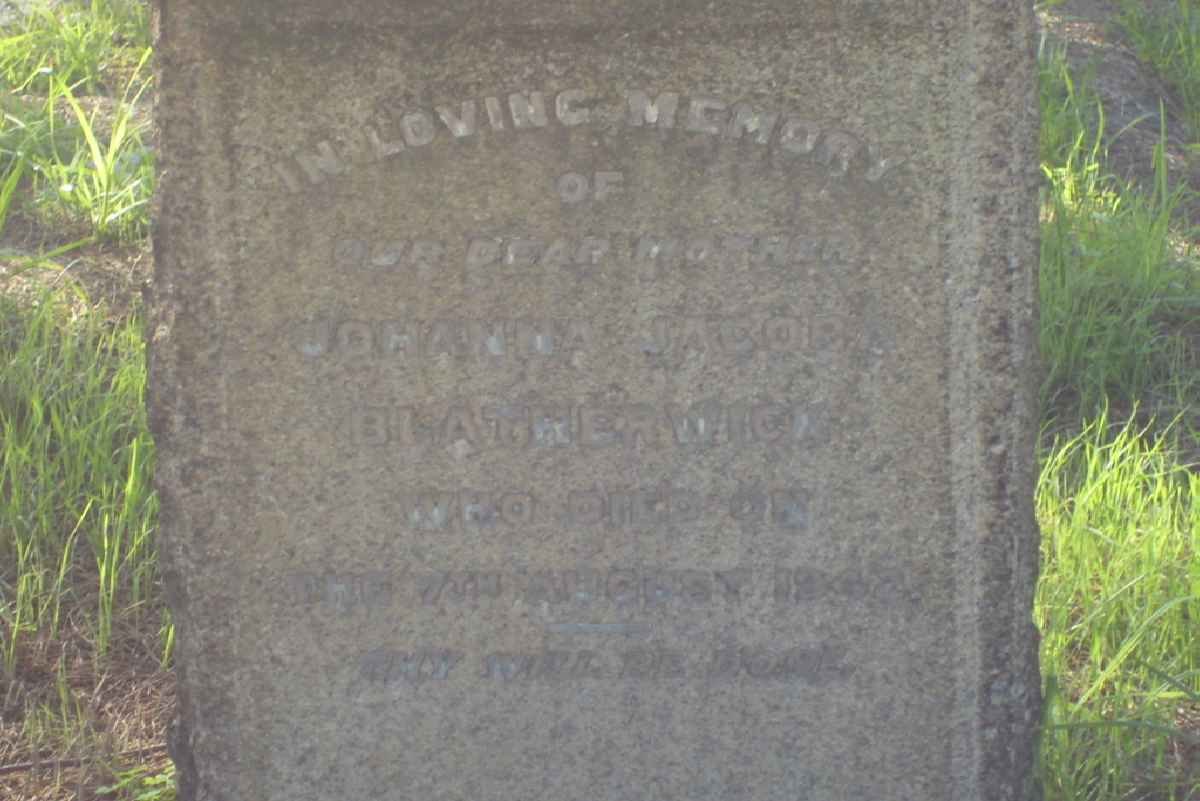 IN LOVING MEMORY
OF
OUR DEAR MOTHER
JOHANNA JACOBA
BLATHERWICK
WHO DIED ON
THE 7TH AUGUST
THY WILL BE DONE